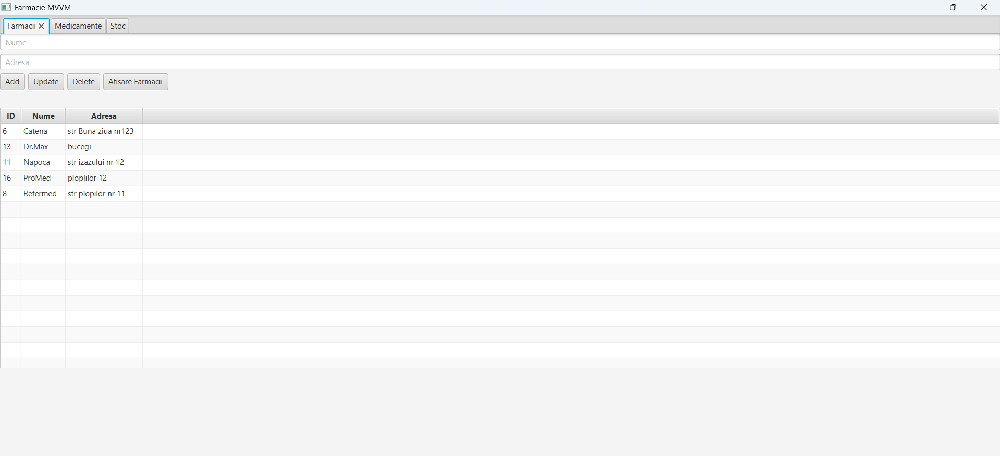 Farmacie MVVM
Farmacii Medicamente Stoc
Nume
Adresa
Add Update Delete Afisare Farmacii
ID Nume Adresa
6 Catena str Buna ziua nr123
13 Dr.Max bucegi
11 Napoca str izazului nr 12
16 ProMed ploplilor 12
8 Refermed str plopilor nr 11